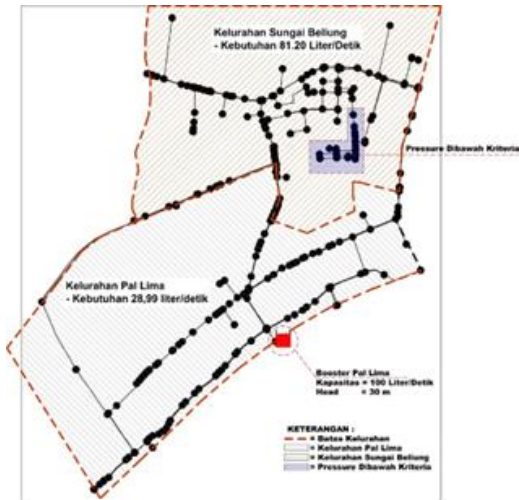 Kelurahan Sungai Bellung
- Kebutuhan 81.20 Liter/Detik
Pressure Dibawah Kriteria
Kelurahan Pal Lima
- Kebutuhan 28,99 liter/detik
Booster Pal Lima
Kapasitas = 100 Liter/Detik
Head = 30 m
KETERANGAN :
= Batas Kelurahan
= Kelurahan Pal Lima
= Kelurahan Sungai Bellung
= Pressure Dibawah Kriteria